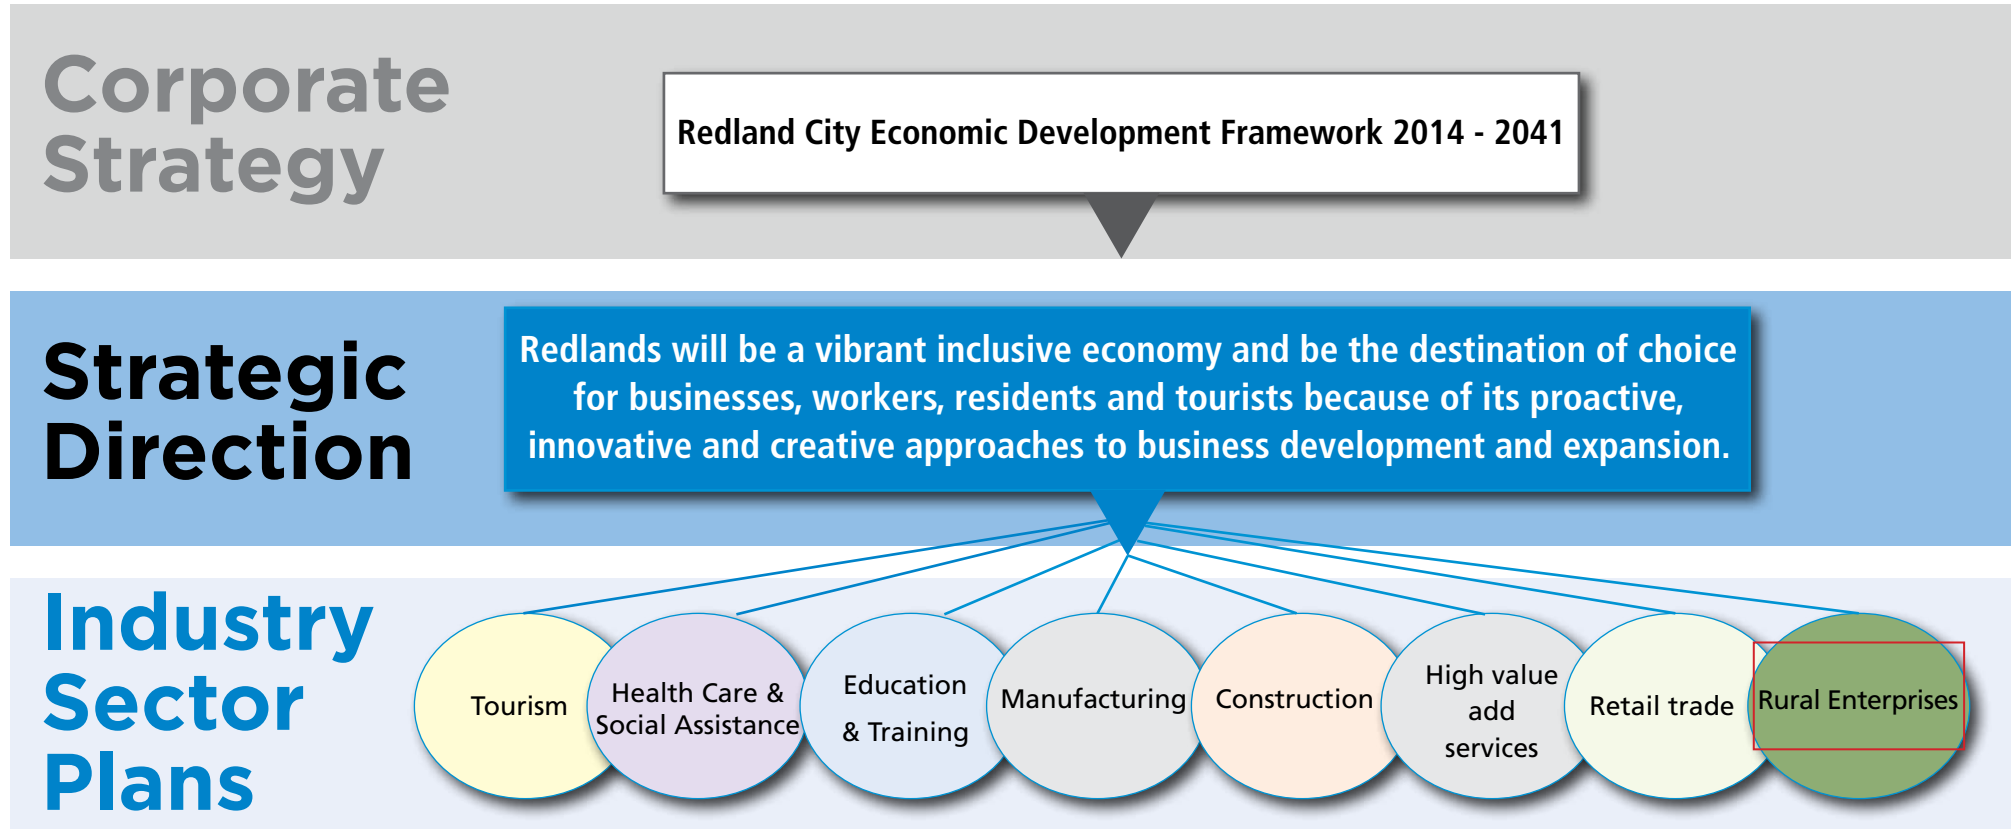 Corporate
Strategy
Redland City Economic Development Framework 2014 - 2041
Strategic
Direction
Redlands will be a vibrant inclusive economy and be the destination of choice
for businesses, workers, residents and tourists because of its proactive,
innovative and creative approaches to business development and expansion.
Industry
Sector
Plans
Tourism
Health Care &
Social Assistance
Education
& Training
Manufacturing
Construction
High value
add
services
Retail trade
Rural Enterprises